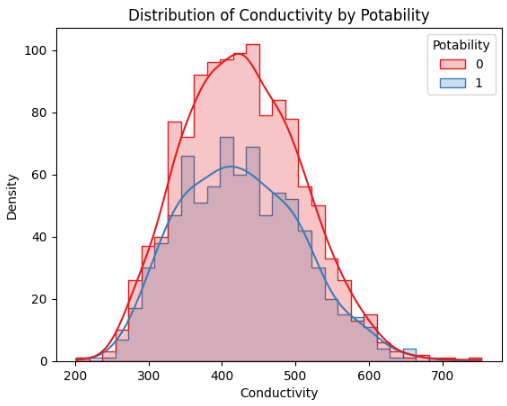 Distribution of Conductivity by Potability
Potability
0
1
Density
100
80
60
40
20
0
200 300 400 500 600 700
Conductivity